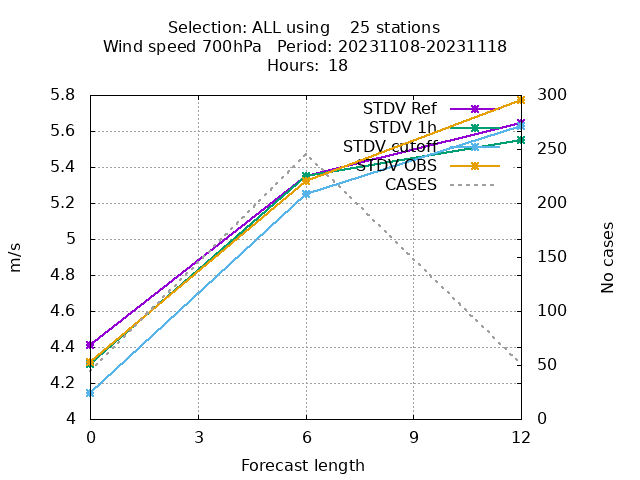 Selection: ALL using    25 stations
Wind speed 700hPa   Period: 20231108-20231118
Hours: 18
5.8
5.6
5.4
5.2
5
4.8
4.6
4.4
4.2
4
m/s
STDV Ref
STDV 1h
STDV cutoff
STDV OBS
CASES
300
250
200
150
100
50
0
No cases
0 3 6 9 12
Forecast length